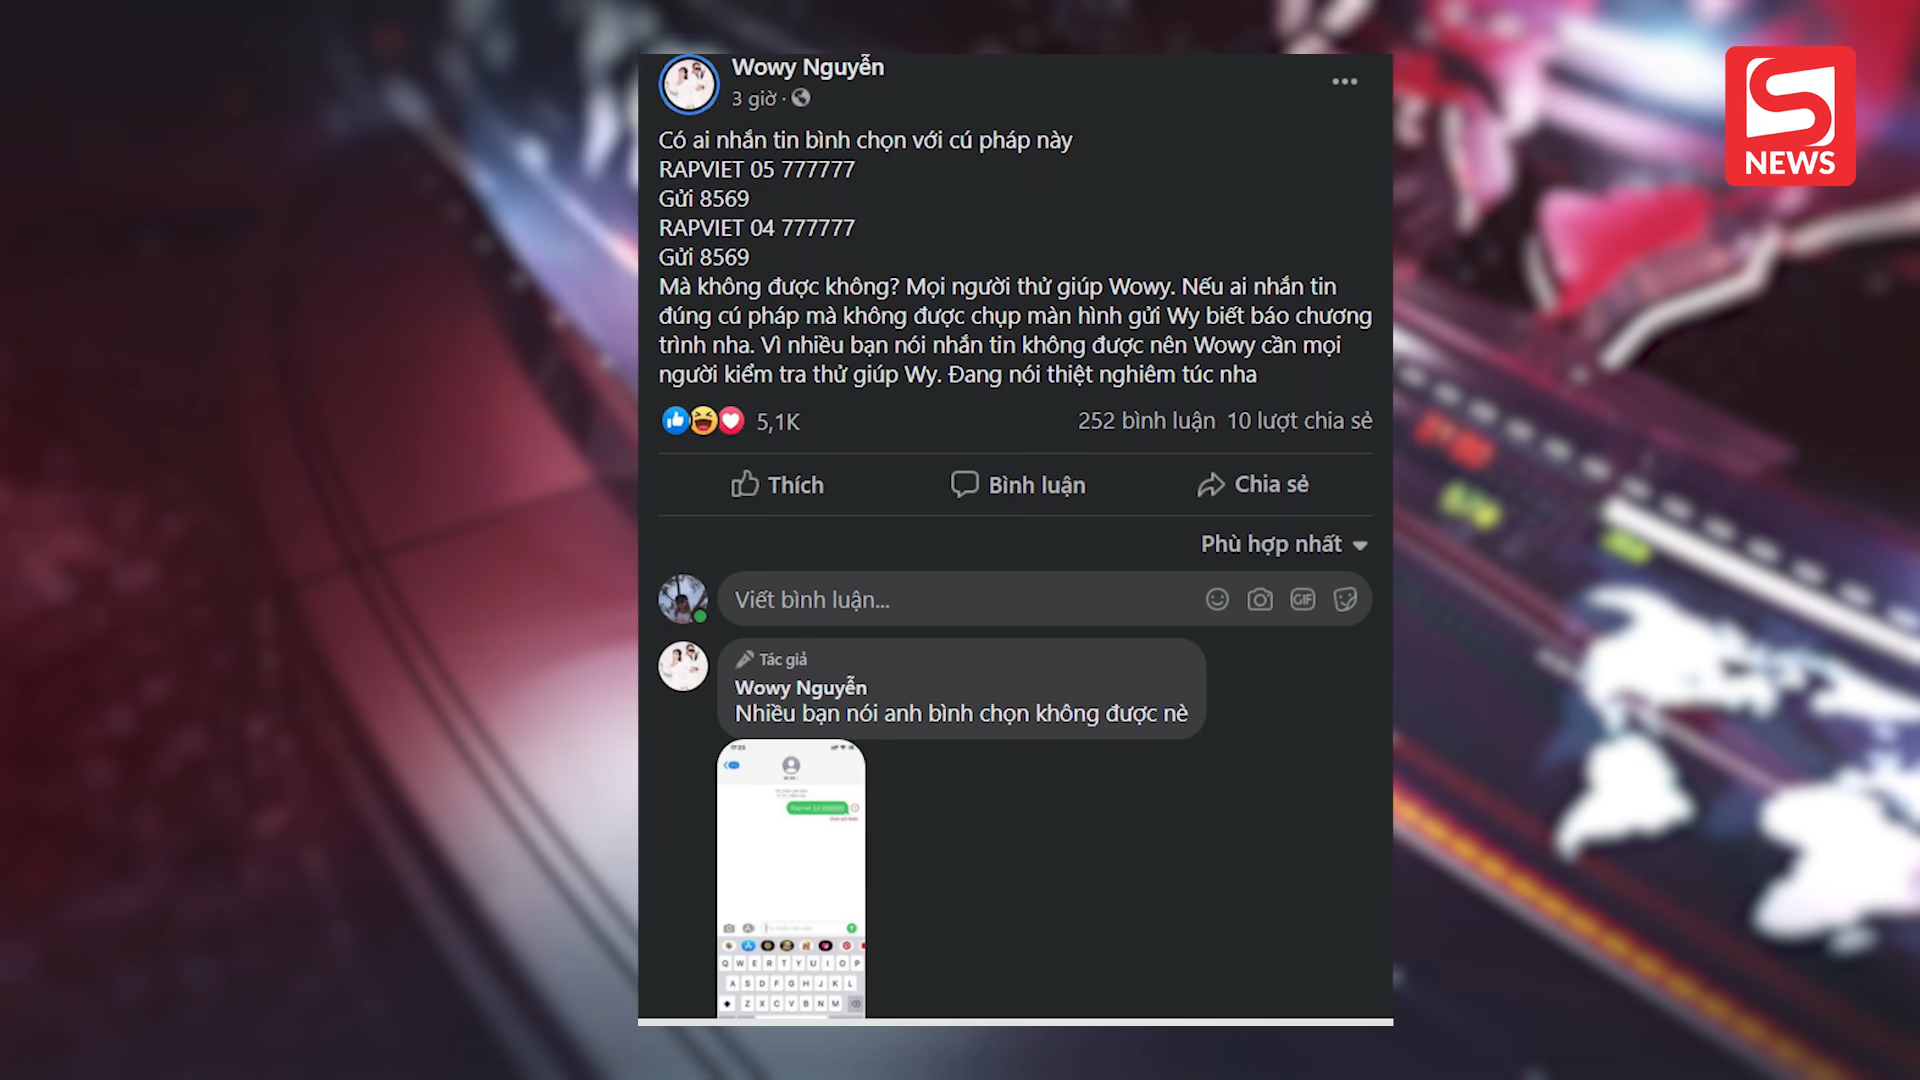 Wowy Nguyễn
3 giờ ·
Có ai nhắn tin bình chọn với cú pháp này
RAPVIET 05 777777
Gửi 8569
RAPVIET 04 777777
Gửi 8569
Mà không được không? Mọi người thử giúp Wowy. Nếu ai nhắn tin
đúng cú pháp mà không được chụp màn hình gửi Wy biết báo chương
trình nha. Vì nhiều bạn nói nhắn tin không được nên Wowy cần mọi
người kiểm tra thử giúp Wy. Đang nói thiệt nghiêm túc nha
5,1K
252 bình luận 10 lượt chia sẻ
Thích
Bình luận
Chia sẻ
Phù hợp nhất
Viết bình luận...
GIF
Tác giả
Wowy Nguyễn
Nhiều bạn nói anh bình chọn không được nè
17:23
Q W E R T Y U I O P
A S D F G H J K L
Z X C V B N M
S
NEWS